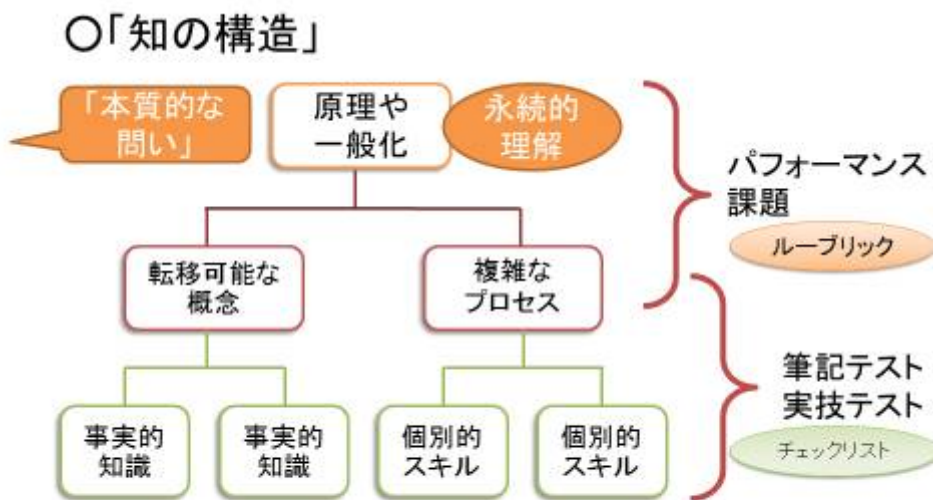 〇「知の構造」
「本質的な
問い」
原理や
一般化
永続的
理解
パフォーマンス
課題
ルーブリック
転移可能な
概念
複雑な
プロセス
筆記テスト
実技テスト
チェックリスト
事実的
知識
事実的
知識
個別的
スキル
個別的
スキル